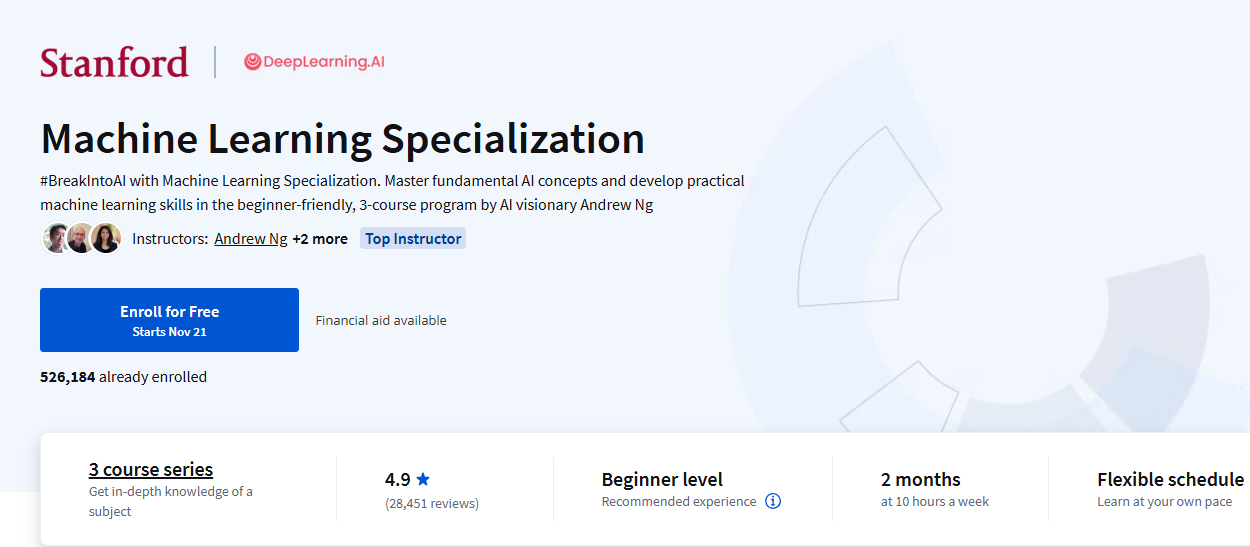 Stanford
DeepLearning.AI
Machine Learning Specialization
#BreakIntoAI with Machine Learning Specialization. Master fundamental AI concepts and develop practical
machine learning skills in the beginner-friendly, 3-course program by AI visionary Andrew Ng
Instructors: Andrew Ng +2 more Top Instructor
Enroll for Free
Starts Nov 21
Financial aid available
526,184 already enrolled
3 course series
Get in-depth knowledge of a
subject
4.9
(28,451 reviews)
Beginner level
Recommended experience
2 months
at 10 hours a week
Flexible schedule
Learn at your own pace